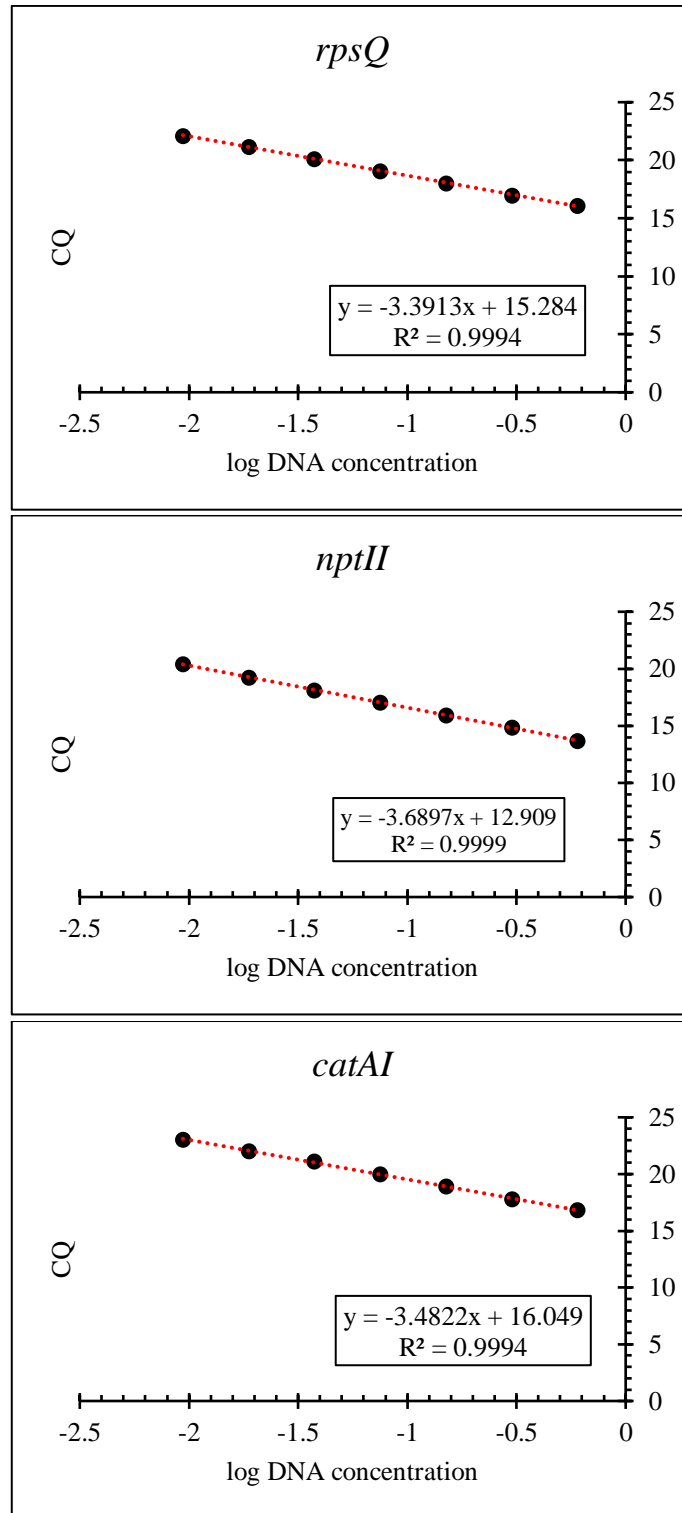 rpsQ
25
20
15
10
5
0
CQ
y = -3.3913x + 15.284
R² = 0.9994
-2.5 -2 -1.5 -1 -0.5 0
log DNA concentration
nptII
25
20
15
10
5
0
CQ
y = -3.6897x + 12.909
R² = 0.9999
-2.5 -2 -1.5 -1 -0.5 0
log DNA concentration
catAI
25
20
15
10
5
0
CQ
y = -3.4822x + 16.049
R² = 0.9994
-2.5 -2 -1.5 -1 -0.5 0
log DNA concentration